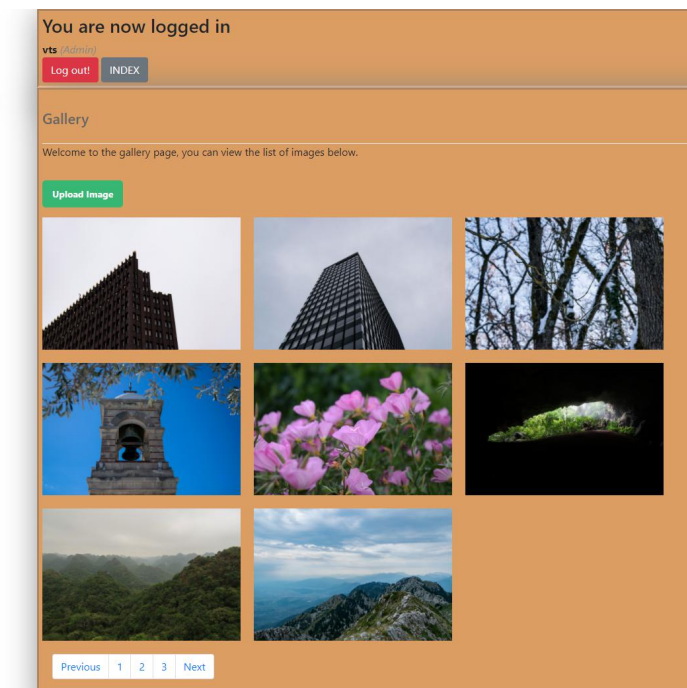 You are now logged in
vts (Admin)
Log out! INDEX
Gallery
Welcome to the gallery page, you can view the list of images below.
Upload Image
Previous 1 2 3 Next